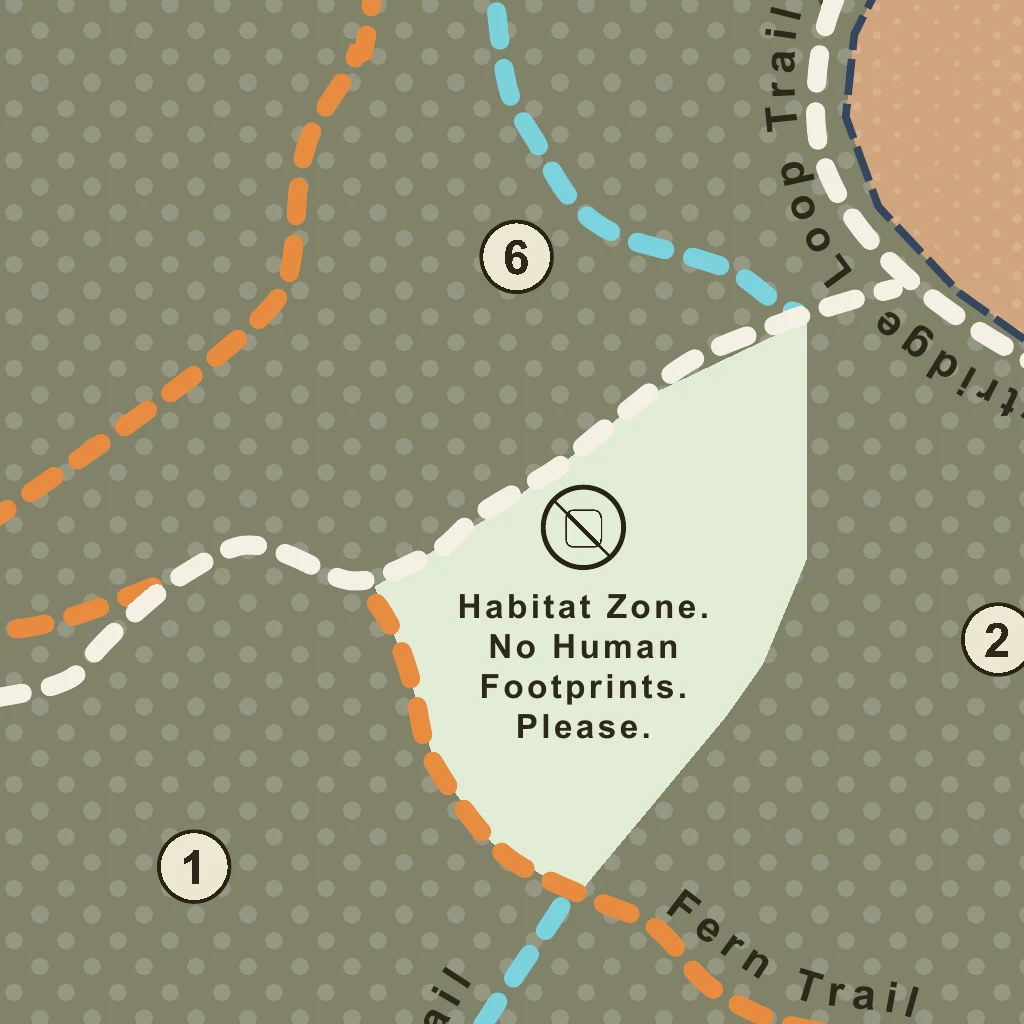 Loop Trail
6
Habitat Zone.
No Human
Footprints.
Please.
2
1
Fern Trail